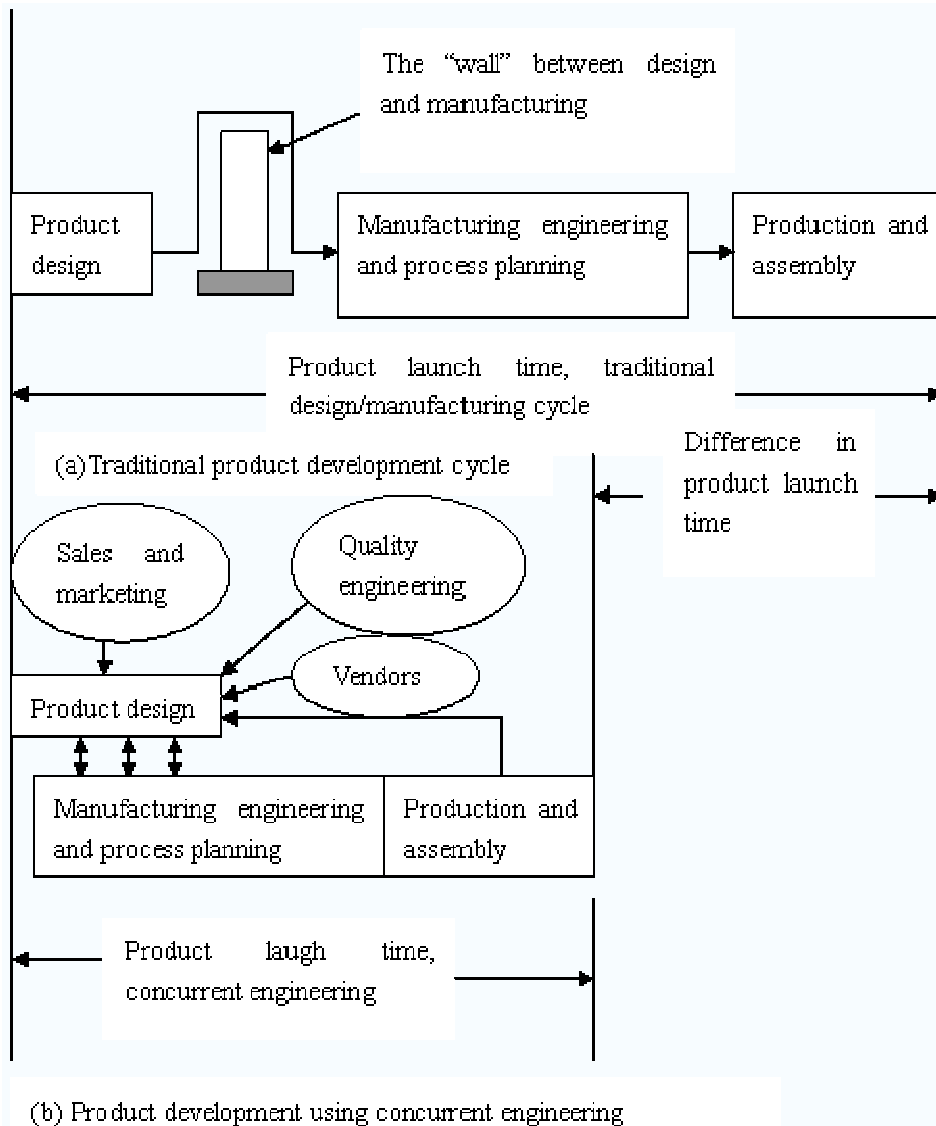 The “wall” between design
and manufacturing
Product
design
Manufacturing engineering
and process planning
Production and
assembly
Product launch time, traditional
design/manufacturing cycle
(a)Traditional product development cycle
Difference in
product launch
time
Sales and
marketing
Quality
engineering
Vendors
Product design
Manufacturing engineering
and process planning
Production and
assembly
Product laugh time,
concurrent engineering
(b) Product development using concurrent engineering